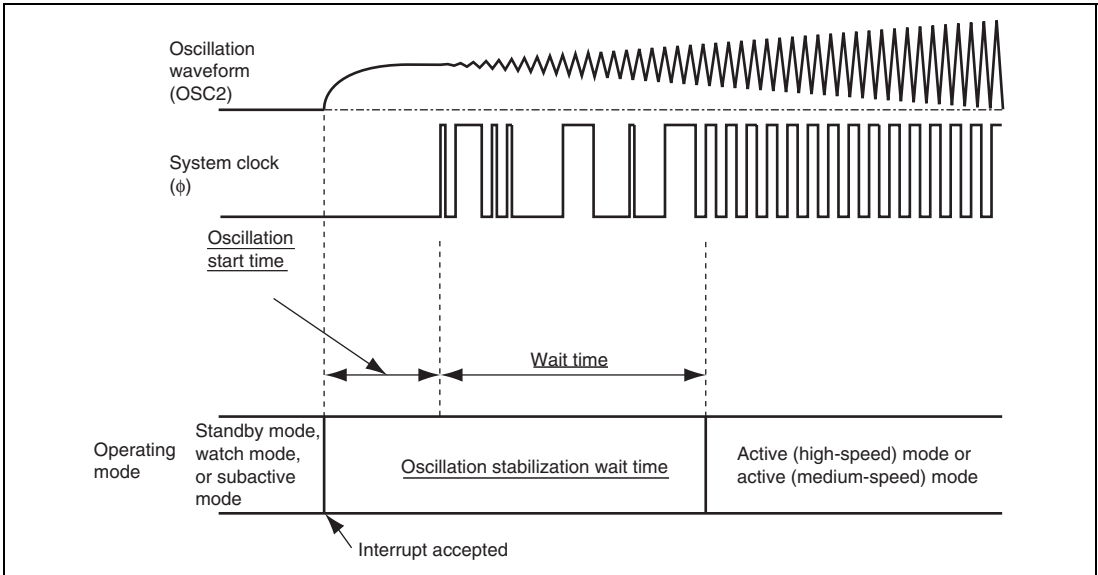 Oscillation
waveform
(OSC2)
System clock
(ϕ)
Oscillation
start time
Wait time
Operating
mode
Standby mode,
watch mode,
or subactive
mode
Oscillation stabilization wait time
Active (high-speed) mode or
active (medium-speed) mode
Interrupt accepted